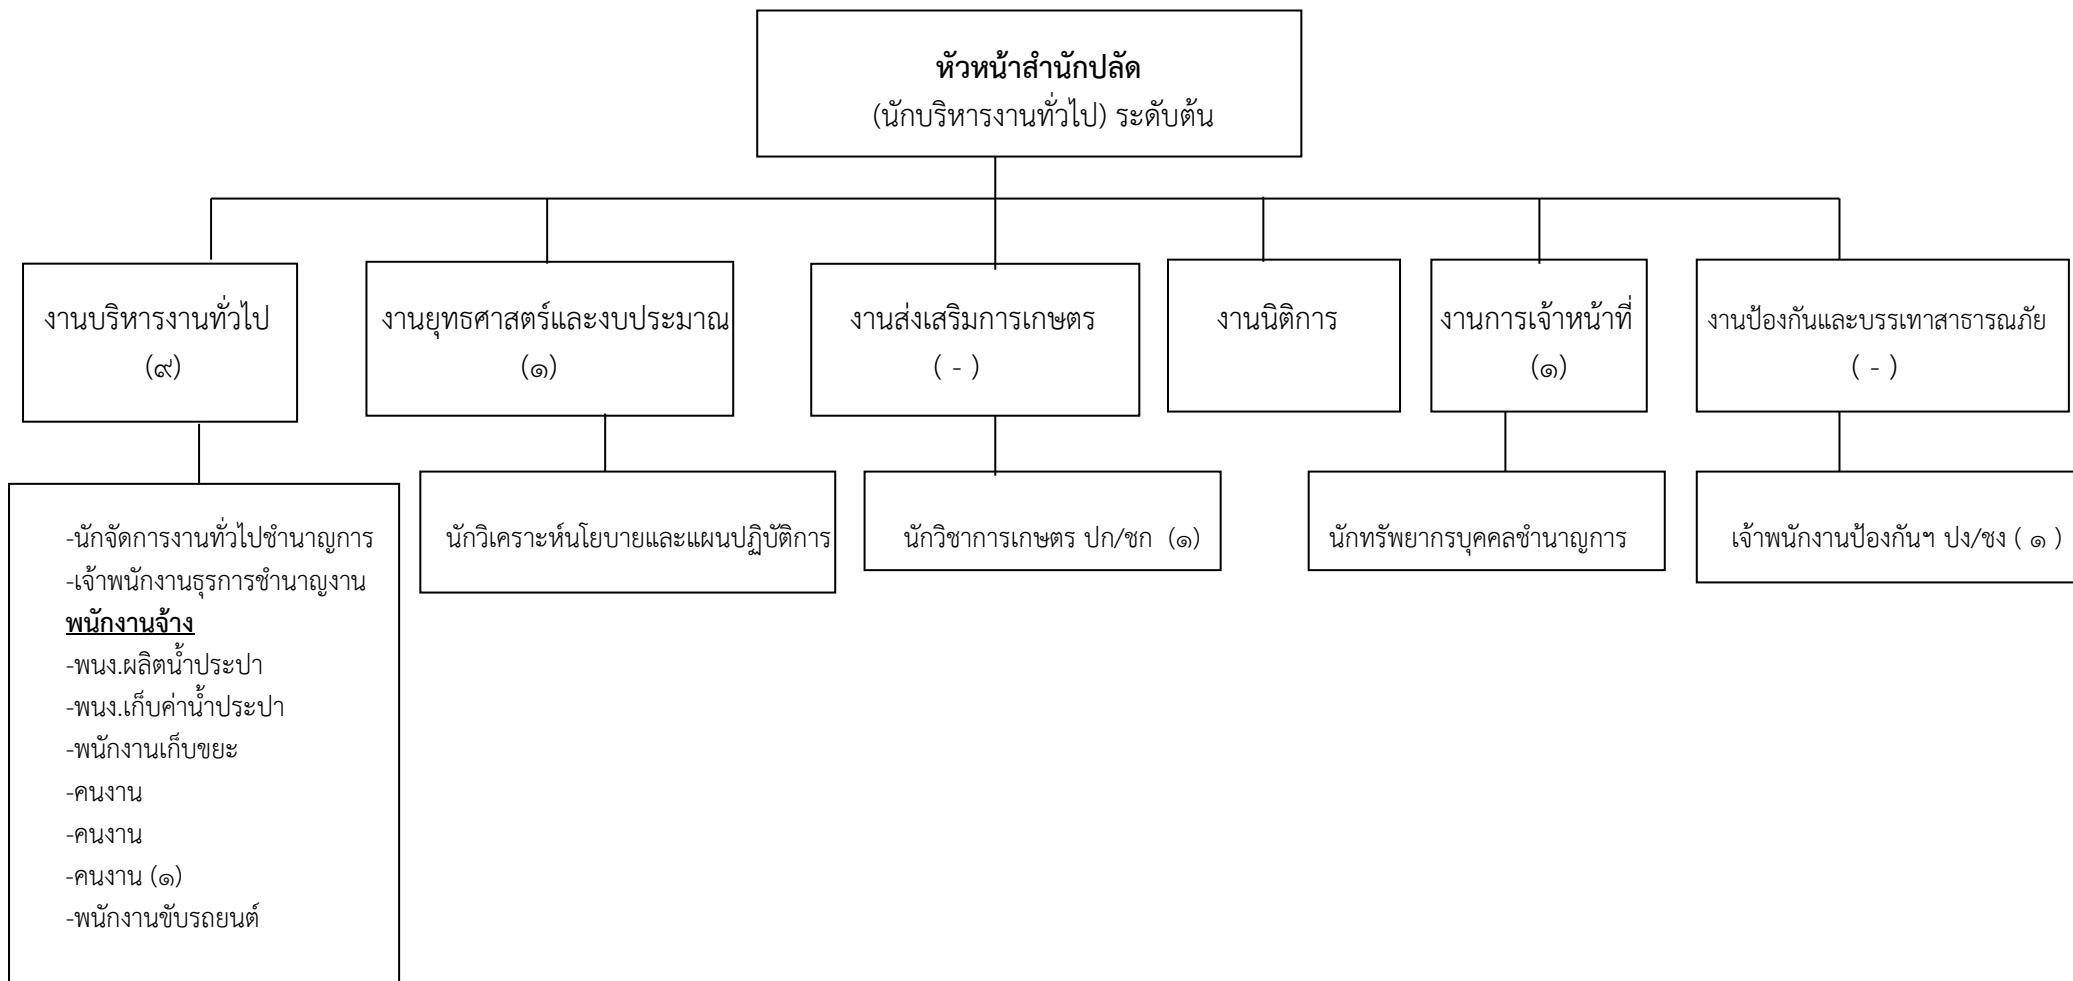 หัวหน้าสำนักปลัด
(นักบริหารงานทั่วไป) ระดับต้น
งานบริหารงานทั่วไป
(๙)
งานยุทธศาสตร์และงบประมาณ
(๑)
งานส่งเสริมการเกษตร
( - )
งานนิติการ
งานการเจ้าหน้าที่
(๑)
งานป้องกันและบรรเทาสาธารณภัย
( - )
-นักจัดการงานทั่วไปชำนาญการ
-เจ้าพนักงานธุรการชำนาญงาน
พนักงานจ้าง
-พนง.ผลิตน้ำประปา
-พนง.เก็บค่าน้ำประปา
-พนักงานเก็บขยะ
-คนงาน
-คนงาน
-คนงาน (๑)
-พนักงานขับรถยนต์
นักวิเคราะห์นโยบายและแผนปฏิบัติการ
นักวิชาการเกษตร ปก/ชก (๑)
นักทรัพยากรบุคคลชำนาญการ
เจ้าพนักงานป้องกันฯ ปง/ชง ( ๑ )